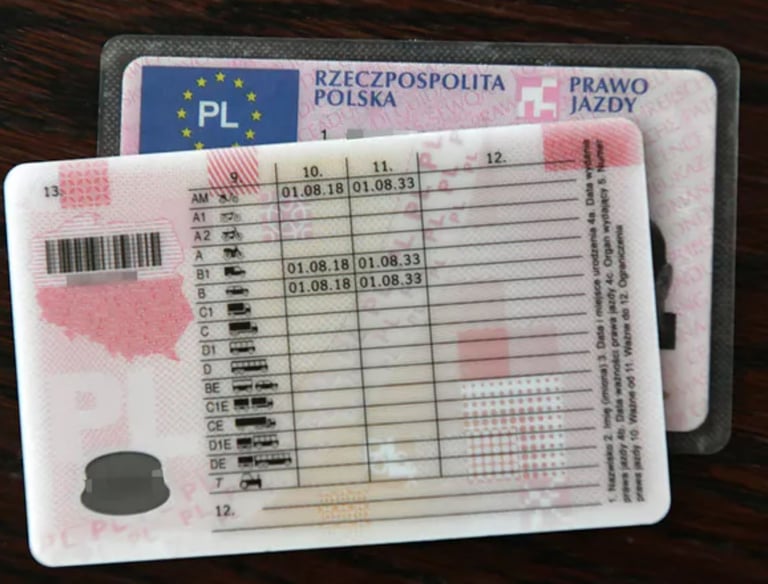 PL
RZECZPOSPOLITA
POLSKA
PRAWO
JAZDY
1.
13.
9. 10. 11. 12.
AM 01.08.18 01.08.33
A1
A2
A
B1 01.08.18 01.08.33
B 01.08.18 01.08.33
C1
C
D1
D
BE
C1E
CE
D1E
DE
T
12.
PL
1. Nazwisko 2. Imię (imiona) 3. Data i miejsce urodzenia 4a. Data wydania
prawa jazdy 4b. Data ważności prawa jazdy 4c. Organ wydający 5. Numer
prawa jazdy 10. Ważne od 11. Ważne do 12. Ograniczenia